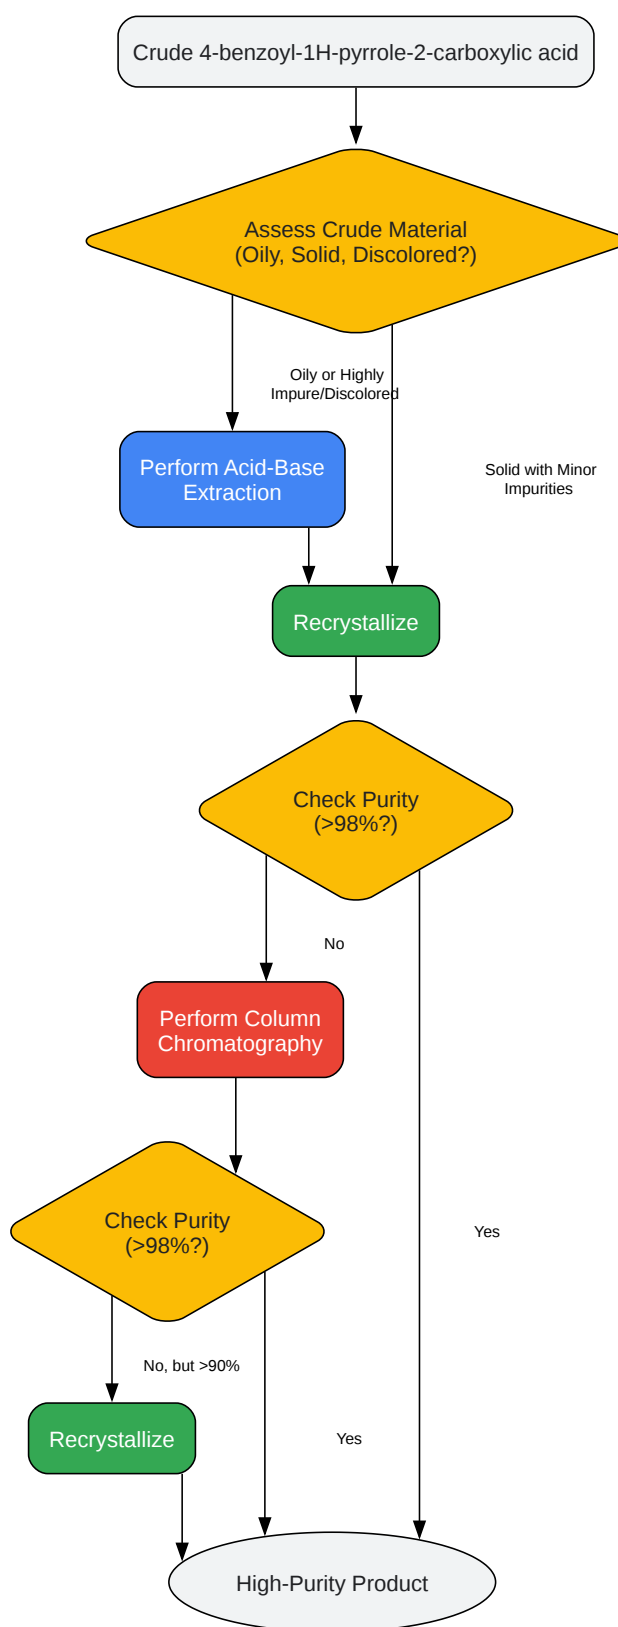 Crude 4-benzoyl-1H-pyrrole-2-carboxylic acid
Assess Crude Material
(Oily, Solid, Discolored?)
Oily or Highly
Impure/Discolored
Perform Acid-Base
Extraction
Solid with Minor
Impurities
Recrystallize
Check Purity
(>98%?)
No
Perform Column
Chromatography
Check Purity
(>98%?)
Yes
No, but >90%
Recrystallize
Yes
High-Purity Product